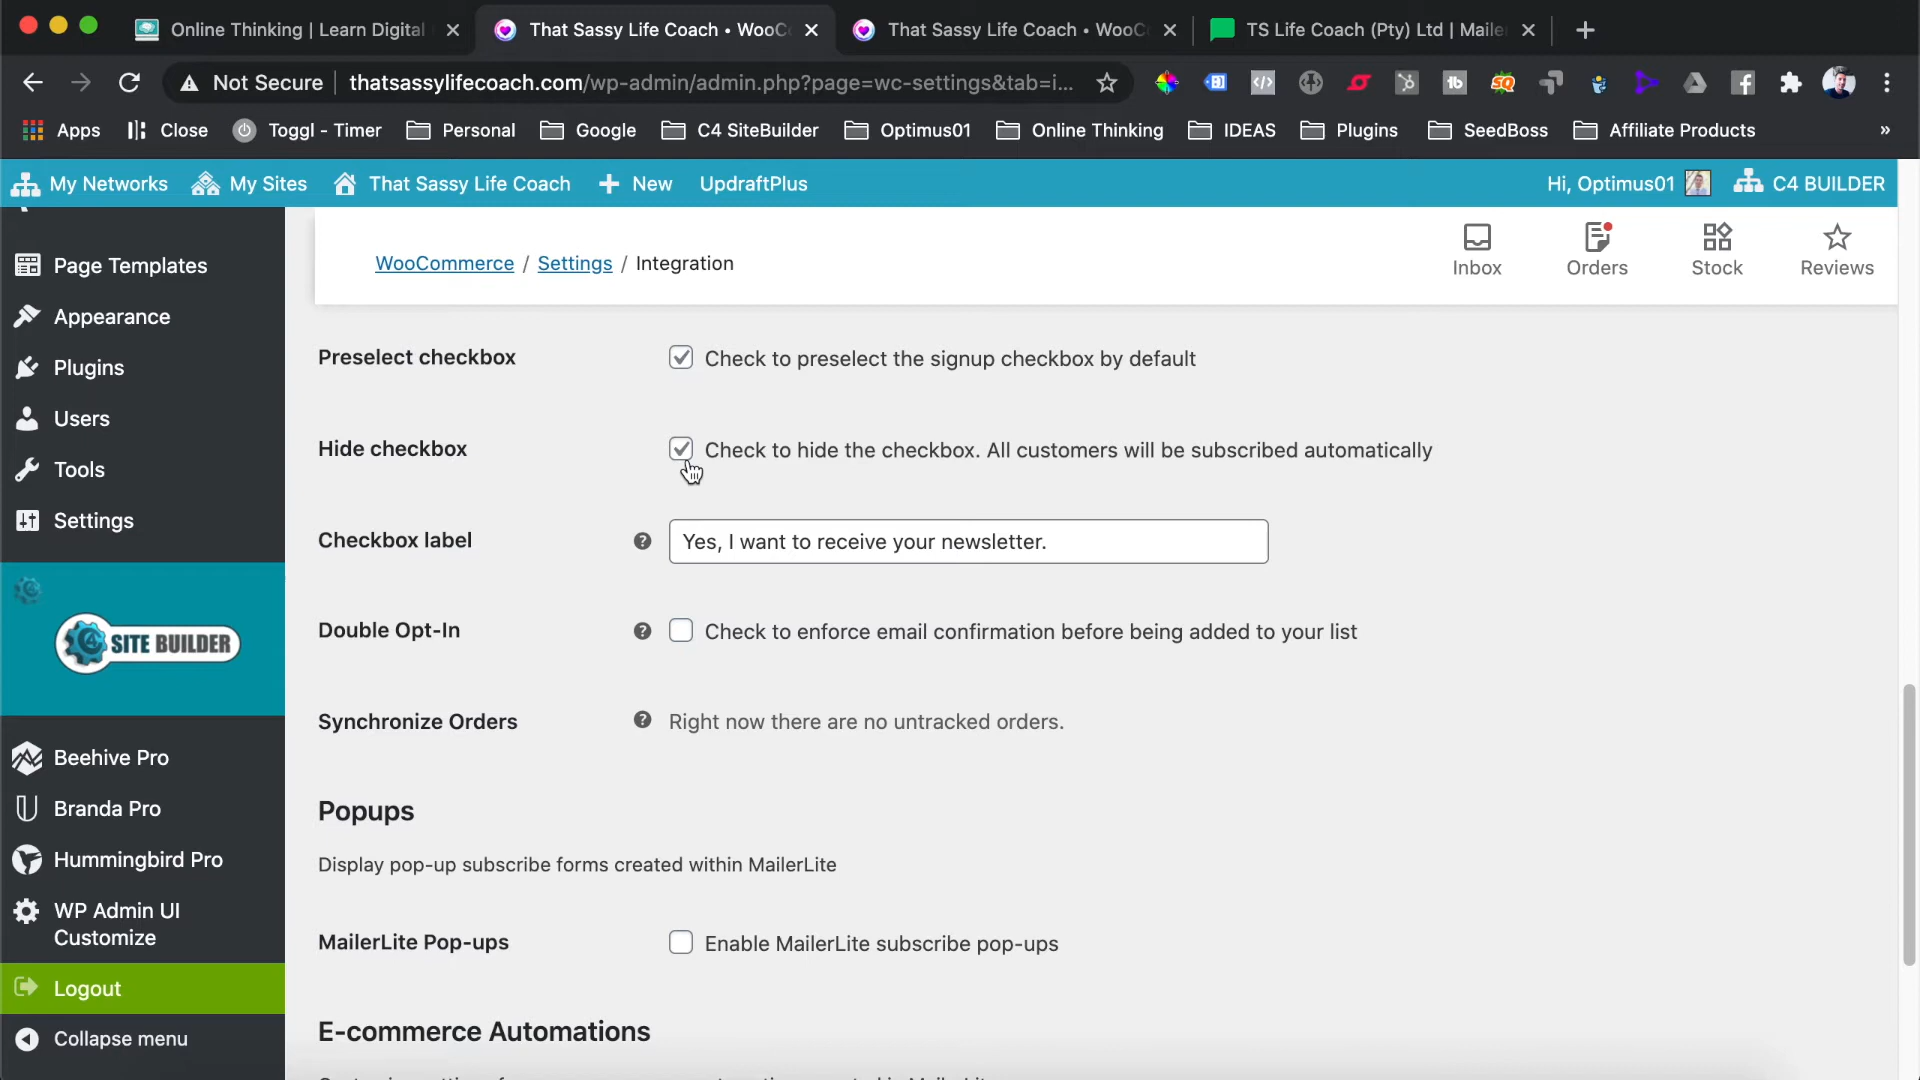 Online Thinking | Learn Digital
That Sassy Life Coach • WooC
That Sassy Life Coach • WooC
TS Life Coach (Pty) Ltd | Maile
Not Secure
thatsassylifecoach.com/wp-admin/admin.php?page=wc-settings&tab=i...
Apps
Close
Toggl - Timer
Personal
Google
C4 SiteBuilder
Optimus01
Online Thinking
IDEAS
Plugins
SeedBoss
Affiliate Products
»
My Networks
My Sites
That Sassy Life Coach
New
UpdraftPlus
Hi, Optimus01
C4 BUILDER
Page Templates
Appearance
Plugins
Users
Tools
Settings
SITE BUILDER
Beehive Pro
Branda Pro
Hummingbird Pro
WP Admin UI
Customize
Logout
Collapse menu
WooCommerce / Settings / Integration
Inbox
Orders
Stock
Reviews
Preselect checkbox
Check to preselect the signup checkbox by default
Hide checkbox
Check to hide the checkbox. All customers will be subscribed automatically
Checkbox label
Yes, I want to receive your newsletter.
Double Opt-In
Check to enforce email confirmation before being added to your list
Synchronize Orders
Right now there are no untracked orders.
Popups
Display pop-up subscribe forms created within MailerLite
MailerLite Pop-ups
Enable MailerLite subscribe pop-ups
E-commerce Automations